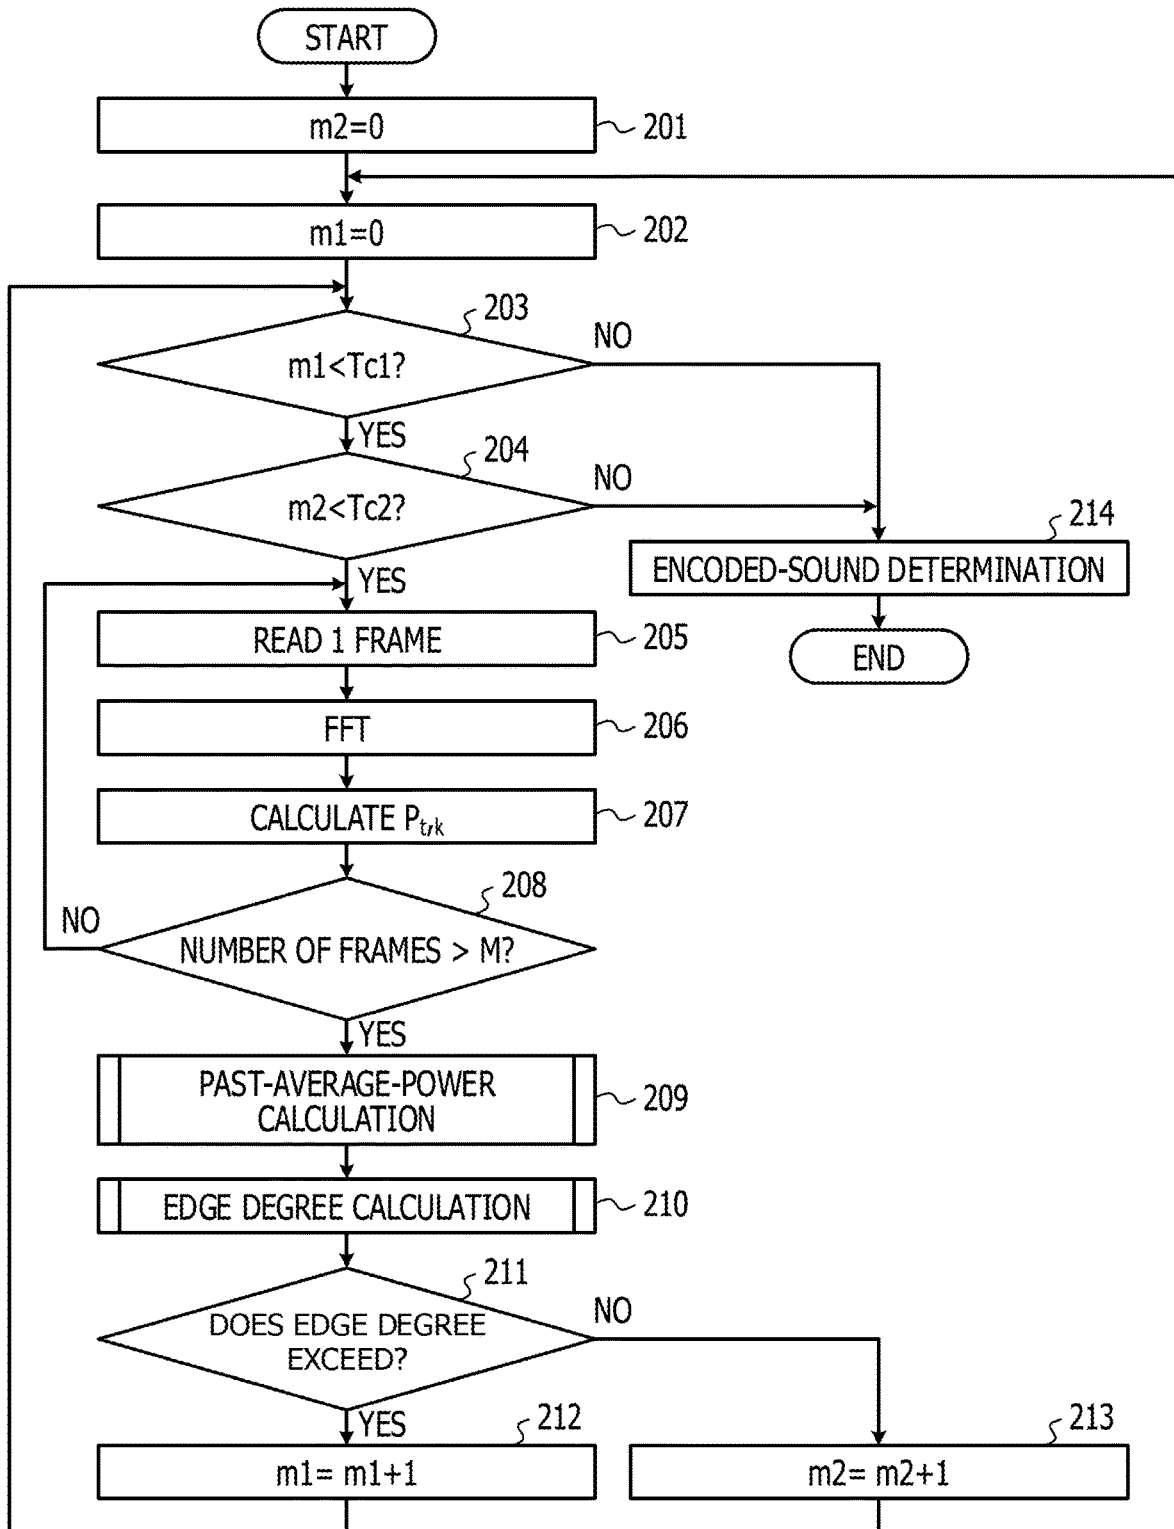 START
m2=0
201
m1=0
202
203
m1<Tc1?
NO
YES
204
m2<Tc2?
NO
YES
214
ENCODED-SOUND DETERMINATION
END
READ 1 FRAME
205
FFT
206
CALCULATE Pt,k
207
208
NUMBER OF FRAMES > M?
NO
YES
PAST-AVERAGE-POWER
CALCULATION
209
EDGE DEGREE CALCULATION
210
211
DOES EDGE DEGREE
EXCEED?
NO
YES
212
m1= m1+1
213
m2= m2+1